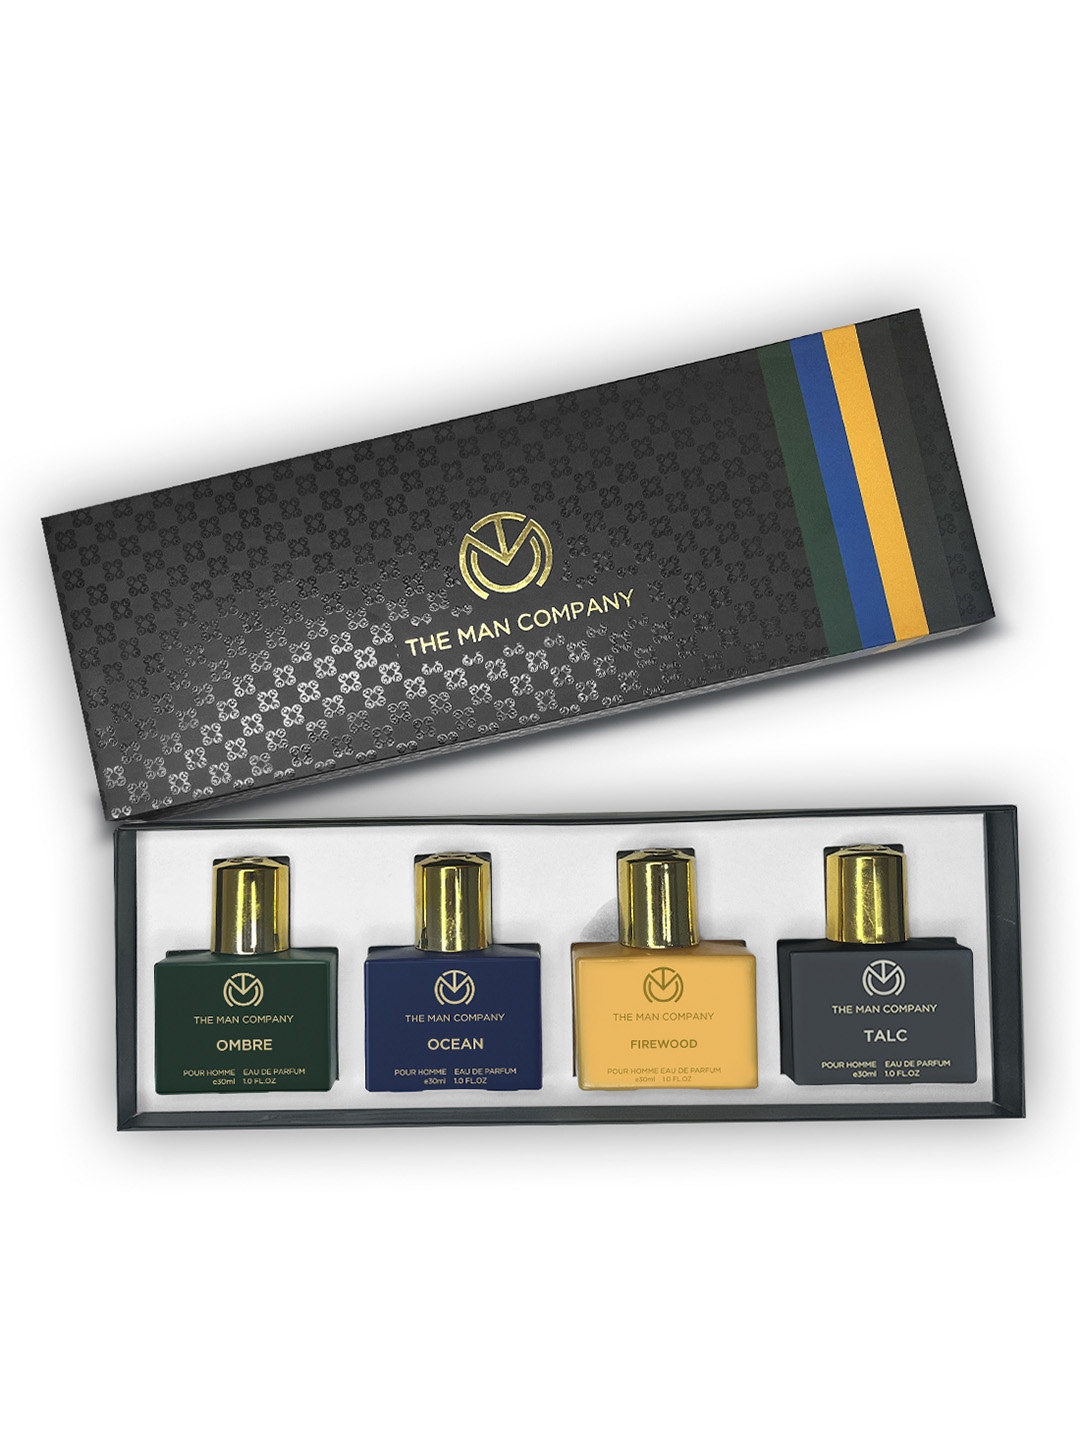 THE MAN COMPANY
THE MAN COMPANY
OMBRE
POUR HOMME EAU DE PARFUM
e30ml 1.0 FL.OZ
THE MAN COMPANY
OCEAN
POUR HOMME EAU DE PARFUM
e30ml 1.0 FL.OZ
THE MAN COMPANY
FIREWOOD
POUR HOMME EAU DE PARFUM
e30ml 1.0 FL.OZ
THE MAN COMPANY
TALC
POUR HOMME EAU DE PARFUM
e30ml 1.0 FL.OZ